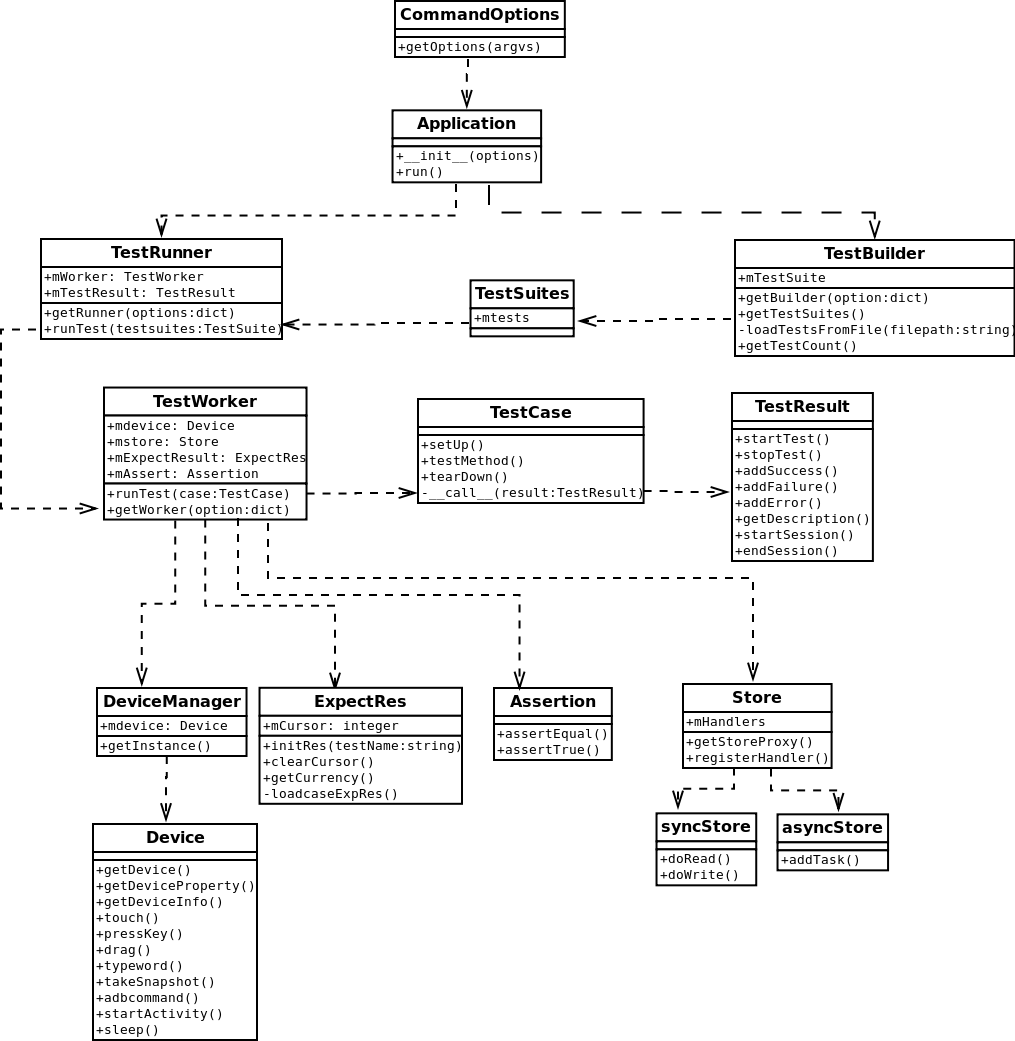 CommandOptions
+getOptions(argvs)
Application
+__init__(options)
+run()
TestRunner
+mWorker: TestWorker
+mTestResult: TestResult
+getRunner(options:dict)
+runTest(testsuites:TestSuite)
TestSuites
+mtests
TestBuilder
+mTestSuite
+getBuilder(option:dict)
+getTestSuites()
-loadTestsFromFile(filepath:string)
+getTestCount()
TestWorker
+mdevice: Device
+mstore: Store
+mExpectResult: ExpectRes
+mAssert: Assertion
+runTest(case:TestCase)
+getWorker(option:dict)
TestCase
+setUp()
+testMethod()
+tearDown()
-__call__(result:TestResult)
TestResult
+startTest()
+stopTest()
+addSuccess()
+addFailure()
+addError()
+getDescription()
+startSession()
+endSession()
DeviceManager
+mdevice: Device
+getInstance()
ExpectRes
+mCursor: integer
+initRes(testName:string)
+clearCursor()
+getCurrency()
-loadcaseExpRes()
Assertion
+assertEqual()
+assertTrue()
Store
+mHandlers
+getStoreProxy()
+registerHandler()
Device
+getDevice()
+getDeviceProperty()
+getDeviceInfo()
+touch()
+pressKey()
+drag()
+typeword()
+takeSnapshot()
+adbcommand()
+startActivity()
+sleep()
syncStore
+doRead()
+doWrite()
asyncStore
+addTask()